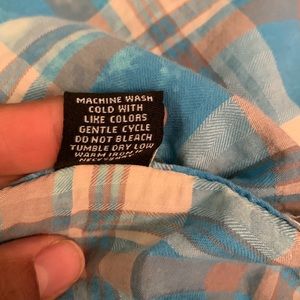 MACHINE WASH
COLD WITH
LIKE COLORS
GENTLE CYCLE
DO NOT BLEACH
TUMBLE DRY LOW
WARM IRON